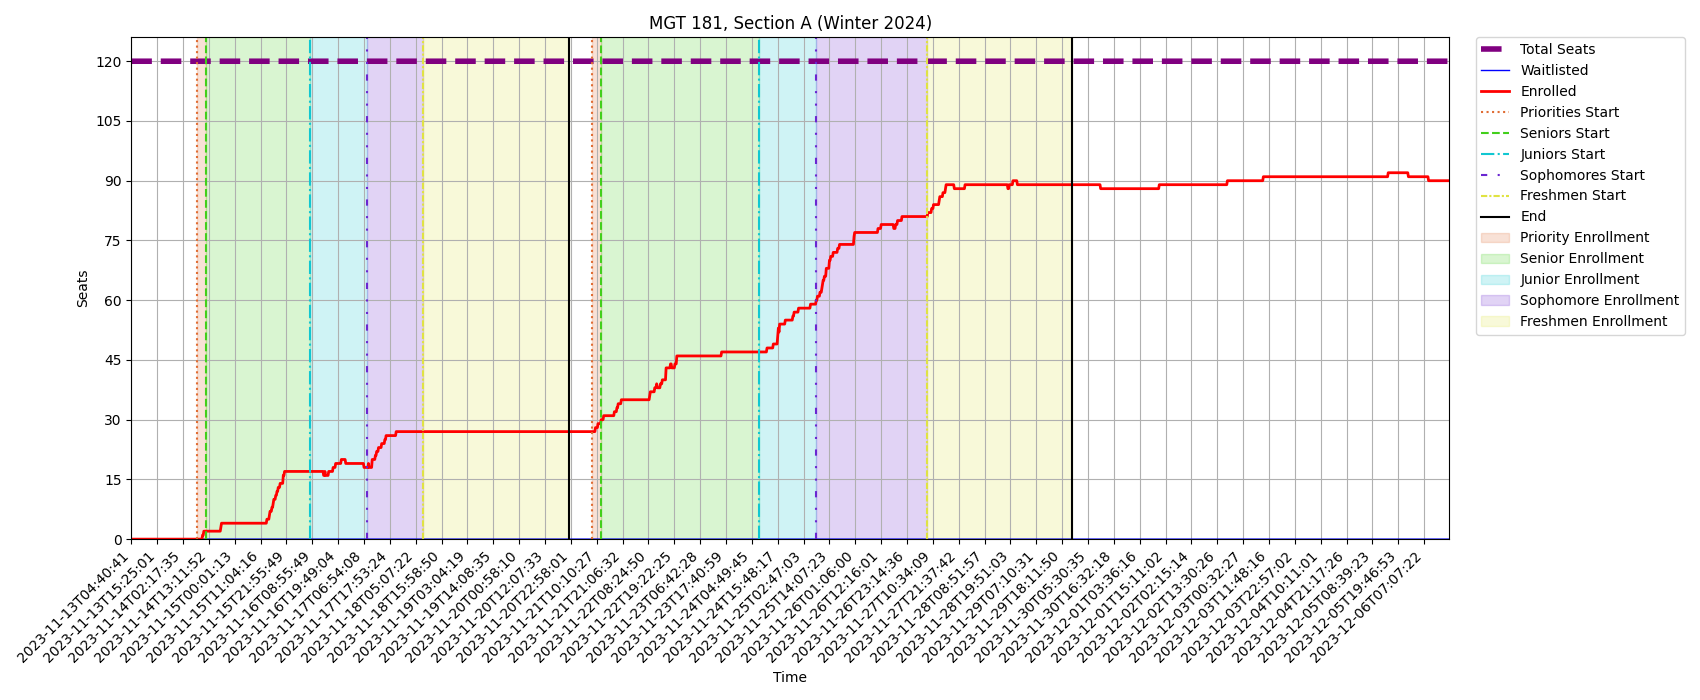 MGT 181, Section A (Winter 2024)
120
105
90
75
60
45
30
15
0
Seats
2023-11-13T04:40:41
2023-11-13T15:25:01
2023-11-14T02:17:35
2023-11-14T13:11:52
2023-11-15T00:01:13
2023-11-15T11:04:16
2023-11-15T21:55:49
2023-11-16T08:55:49
2023-11-16T19:49:04
2023-11-17T06:54:08
2023-11-17T17:53:24
2023-11-18T05:07:22
2023-11-18T15:58:50
2023-11-19T03:04:19
2023-11-19T14:08:35
2023-11-20T00:58:10
2023-11-20T12:07:33
2023-11-20T22:58:01
2023-11-21T10:10:27
2023-11-21T21:06:32
2023-11-22T08:24:50
2023-11-22T19:22:25
2023-11-23T06:42:28
2023-11-23T17:40:59
2023-11-24T04:49:45
2023-11-24T15:48:17
2023-11-25T02:47:03
2023-11-25T14:07:23
2023-11-26T01:06:00
2023-11-26T12:16:01
2023-11-26T23:14:36
2023-11-27T10:34:09
2023-11-27T21:37:42
2023-11-28T08:51:57
2023-11-28T19:51:03
2023-11-29T07:10:31
2023-11-29T18:11:50
2023-11-30T05:30:35
2023-11-30T16:32:18
2023-12-01T03:36:16
2023-12-01T15:11:02
2023-12-02T02:15:14
2023-12-02T13:30:26
2023-12-03T00:32:27
2023-12-03T11:48:16
2023-12-03T22:57:02
2023-12-04T10:11:01
2023-12-04T21:17:26
2023-12-05T08:39:23
2023-12-05T19:46:53
2023-12-06T07:07:22
Time
Total Seats
Waitlisted
Enrolled
Priorities Start
Seniors Start
Juniors Start
Sophomores Start
Freshmen Start
End
Priority Enrollment
Senior Enrollment
Junior Enrollment
Sophomore Enrollment
Freshmen Enrollment